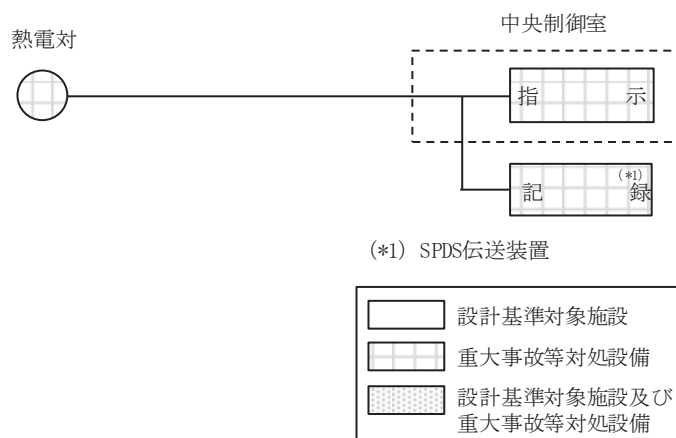 中央制御室
熱電対
指 示
(*1)
記 録
(*1) SPDS伝送装置
設計基準対象施設
重大事故等対処設備
設計基準対象施設及び
重大事故等対処設備